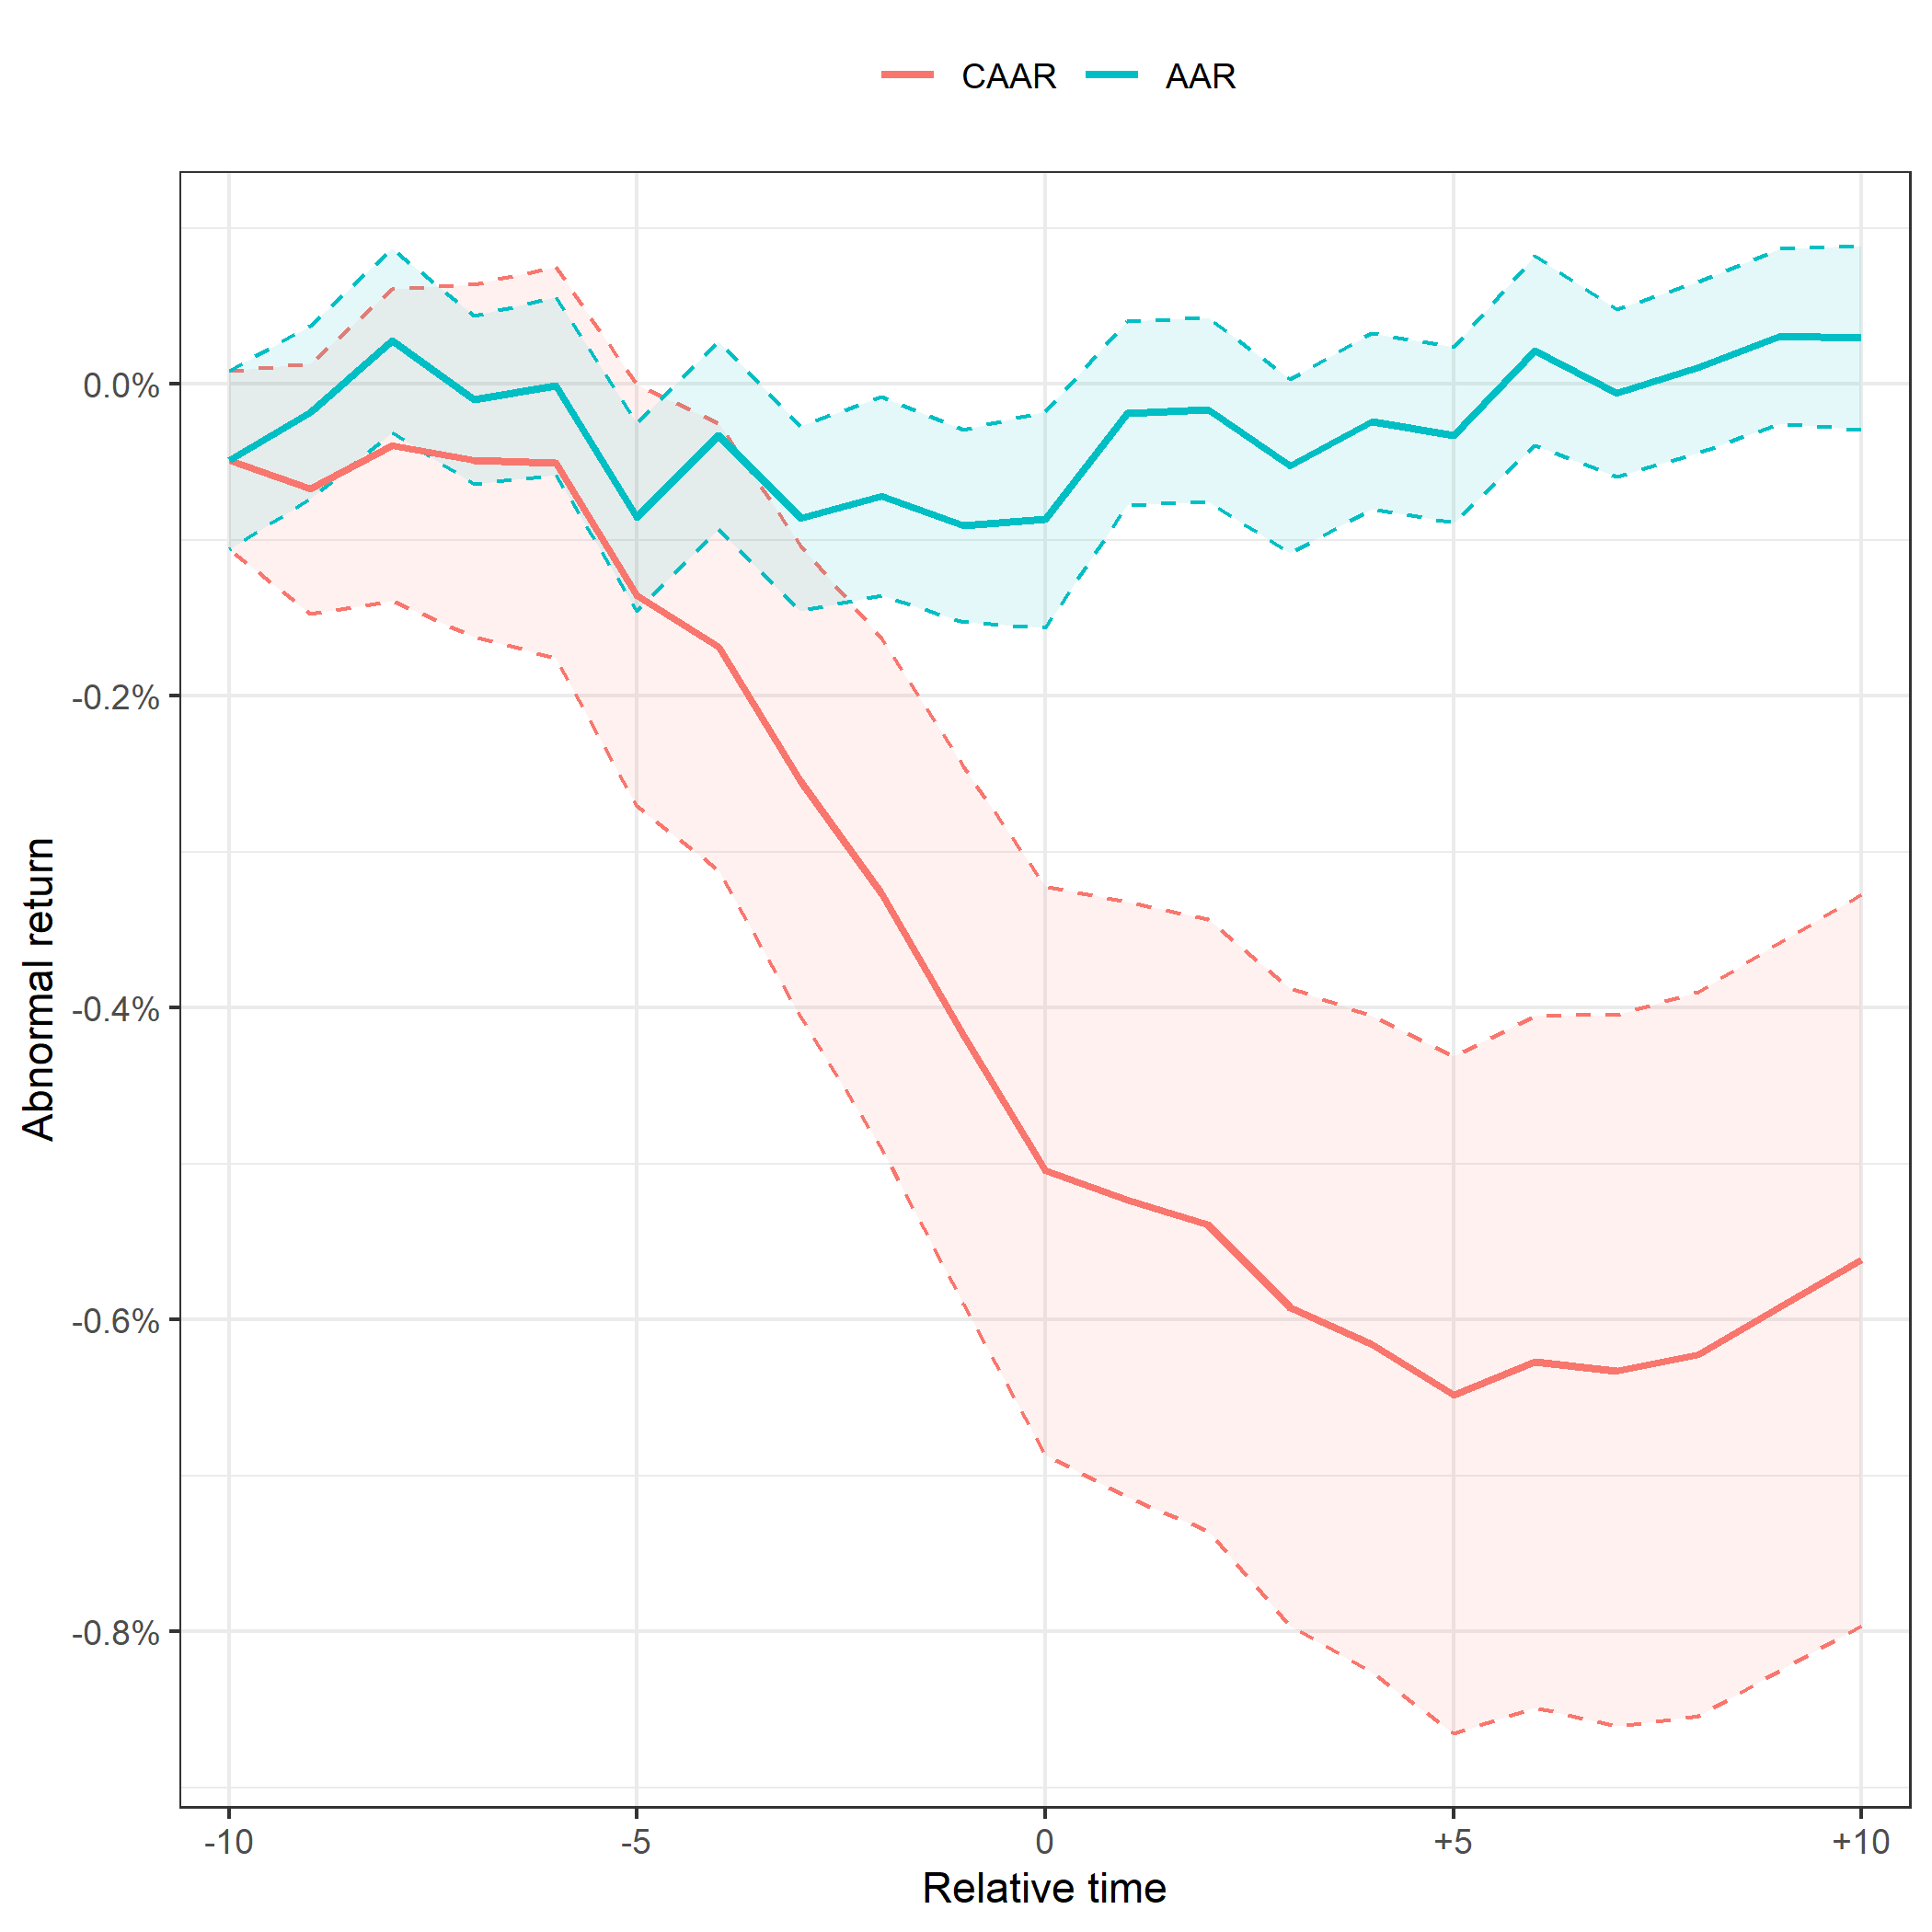 CAAR AAR
Abnormal return
0.0%
-0.2%
-0.4%
-0.6%
-0.8%
-10 -5 0 +5 +10
Relative time